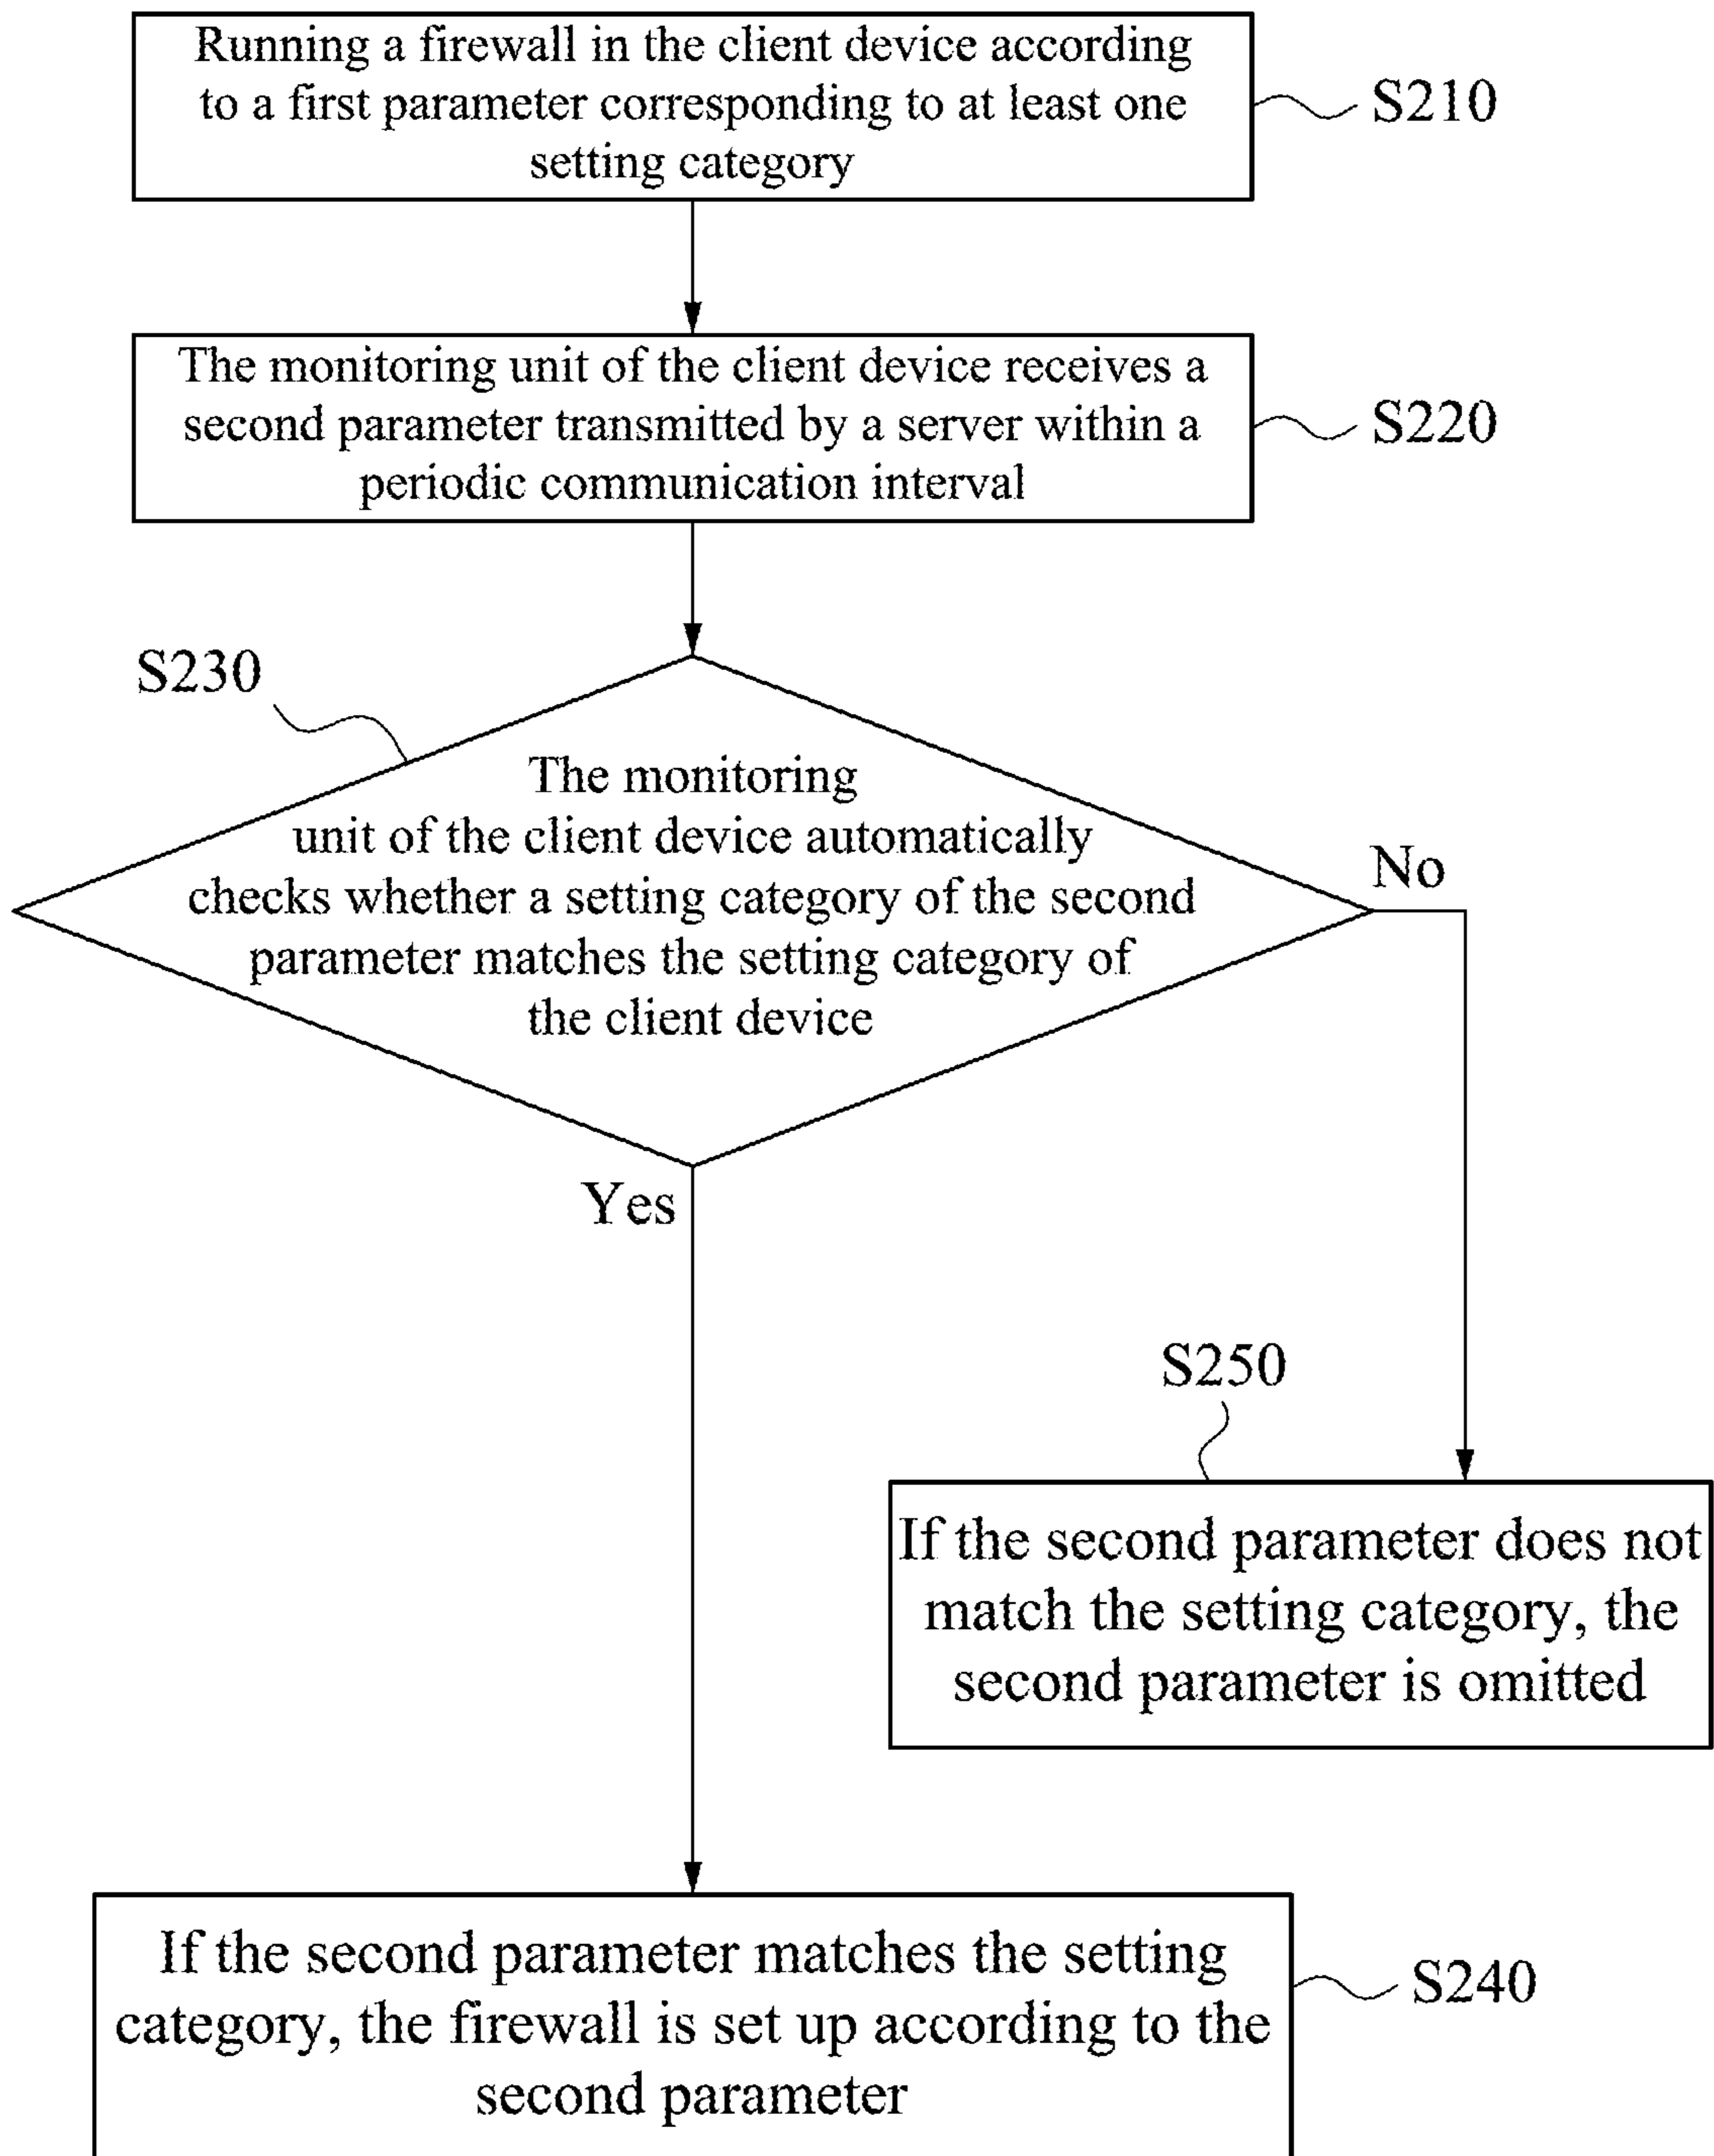 Running a firewall in the client device according
to a first parameter corresponding to at least one
setting category
S210
The monitoring unit of the client device receives a
second parameter transmitted by a server within a
periodic communication interval
S220
S230
The monitoring
unit of the client device automatically
checks whether a setting category of the second
parameter matches the setting category of
the client device
No
Yes
S250
If the second parameter does not
match the setting category, the
second parameter is omitted
If the second parameter matches the setting
category, the firewall is set up according to the
second parameter
S240